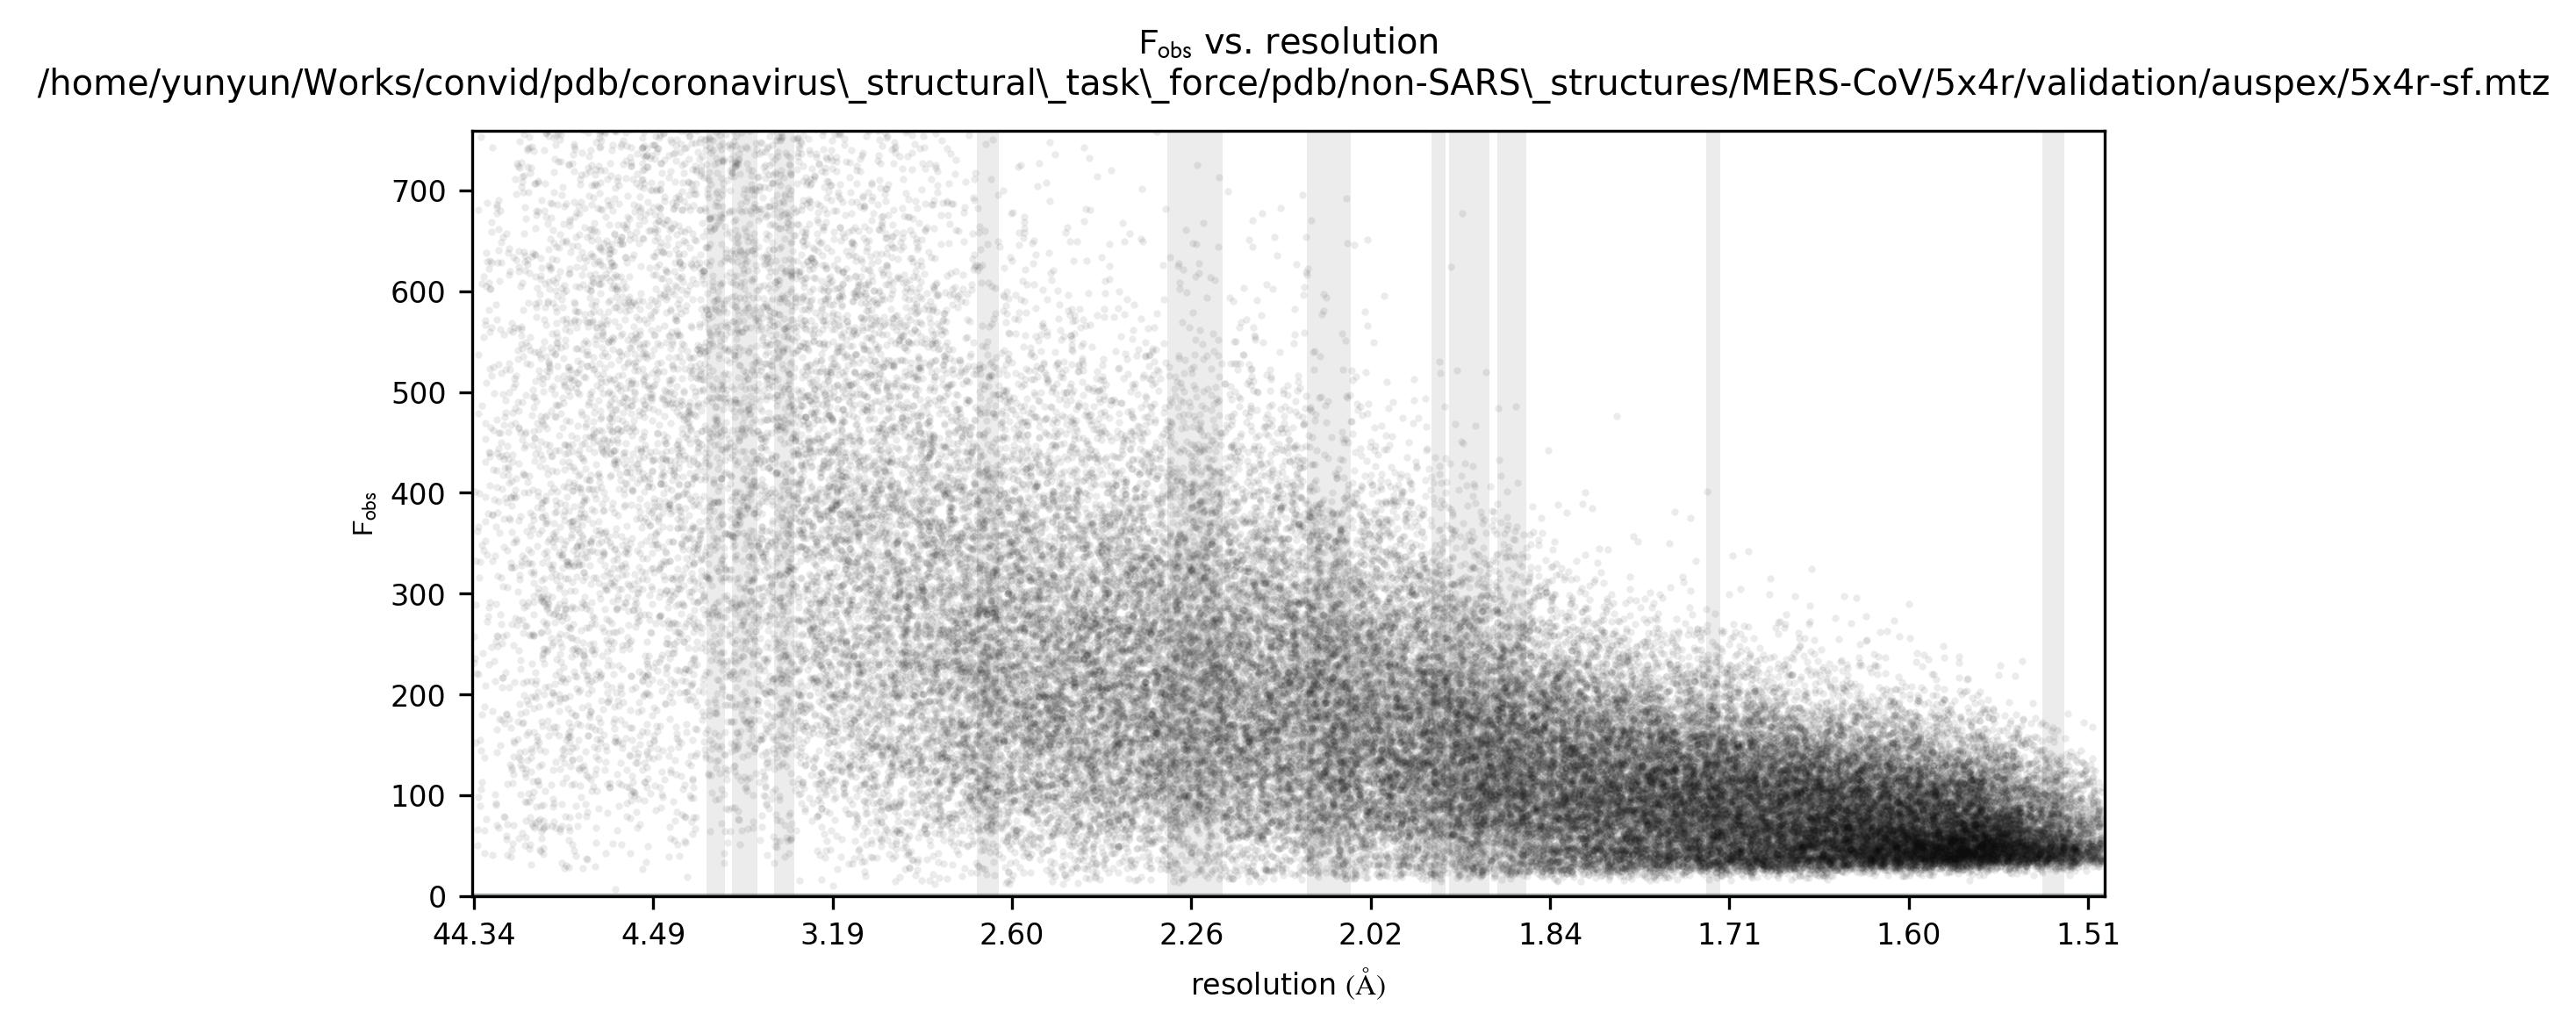 Fobs vs. resolution
/home/yunyun/Works/convid/pdb/coronavirus\_structural\_task\_force/pdb/non-SARS\_structures/MERS-CoV/5x4r/validation/auspex/5x4r-sf.mtz
700
600
500
400
300
200
100
0
Fobs
44.34 4.49 3.19 2.60 2.26 2.02 1.84 1.71 1.60 1.51
resolution (Å)